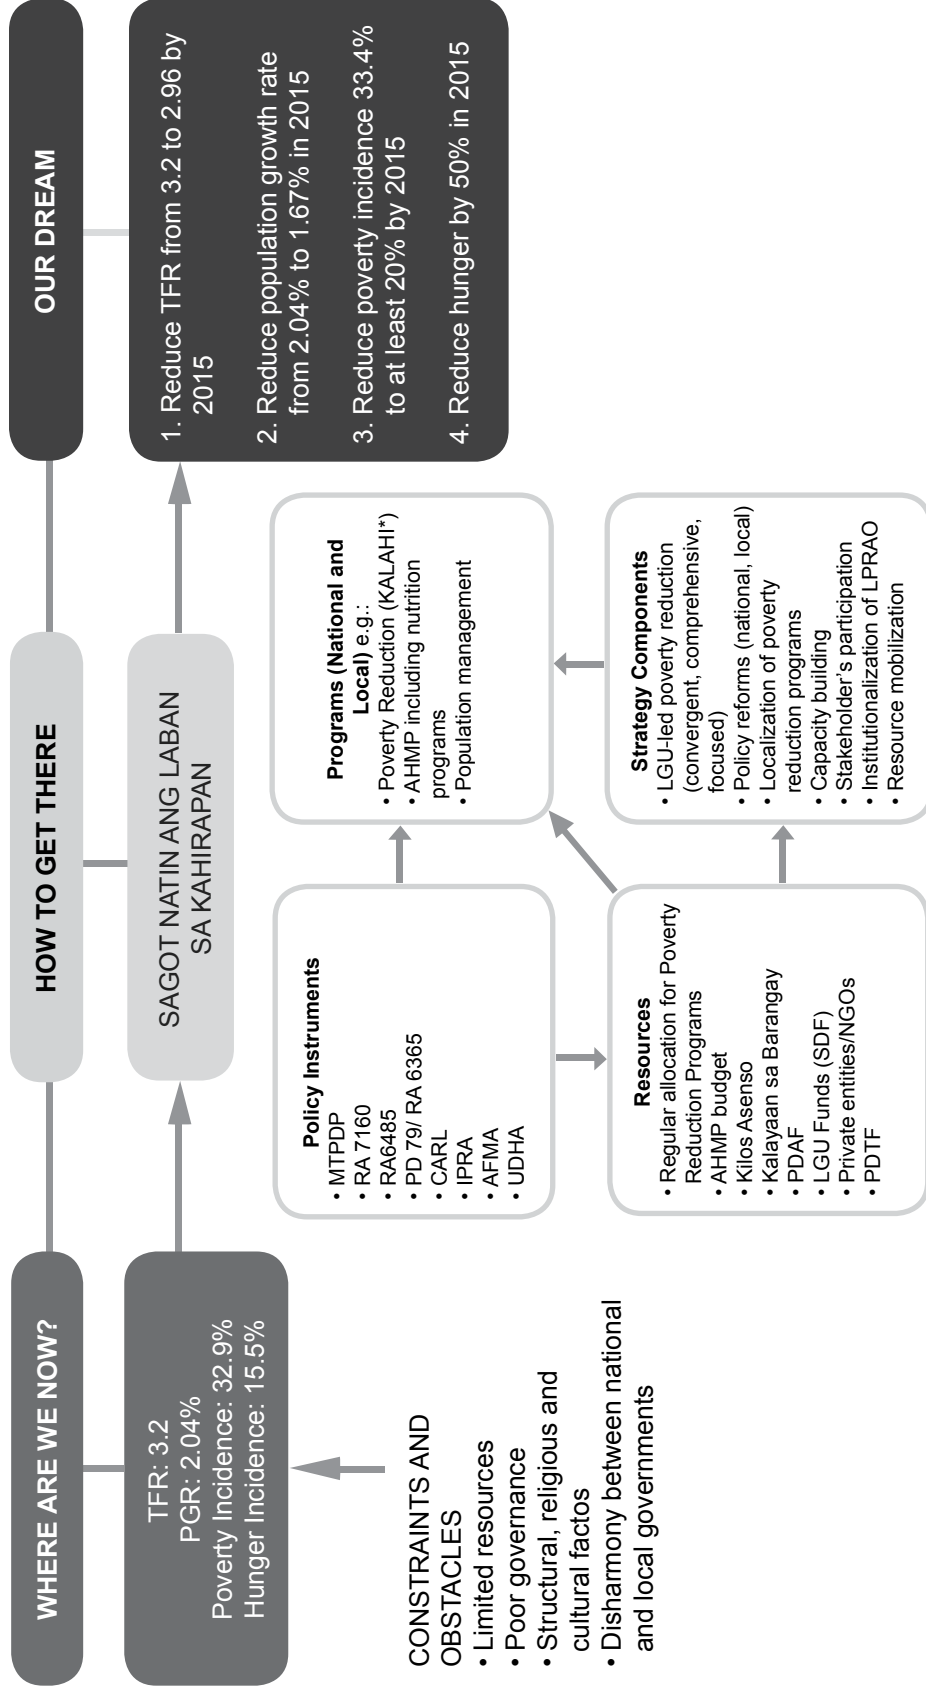 WHERE ARE WE NOW?
TFR: 3.2
PGR: 2.04%
Poverty Incidence: 32.9%
Hunger Incidence: 15.5%
CONSTRAINTS AND
OBSTACLES
• Limited resources
• Poor governance
• Structural, religious and
cultural factos
• Disharmony between national
and local governments
HOW TO GET THERE
SAGOT NATIN ANG LABAN
SA KAHIRAPAN
Policy Instruments
• MTPDP
• RA 7160
• RA6485
• PD 79/ RA 6365
• CARL
• IPRA
• AFMA
• UDHA
Resources
• Regular allocation for Poverty
Reduction Programs
• AHMP budget
• Kilos Asenso
• Kalayaan sa Barangay
• PDAF
• LGU Funds (SDF)
• Private entities/NGOs
• PDTF
Programs (National and
Local) e.g.:
• Poverty Reduction (KALAHI*)
• AHMP including nutrition
programs
• Population management
Strategy Components
• LGU-led poverty reduction
(convergent, comprehensive,
focused)
• Policy reforms (national, local)
• Localization of poverty
reduction programs
• Capacity building
• Stakeholder's participation
• Institutionalization of LPRAO
• Resource mobilization
OUR DREAM
1. Reduce TFR from 3.2 to 2.96 by
2015
2. Reduce population growth rate
from 2.04% to 1.67% in 2015
3. Reduce poverty incidence 33.4%
to at least 20% by 2015
4. Reduce hunger by 50% in 2015